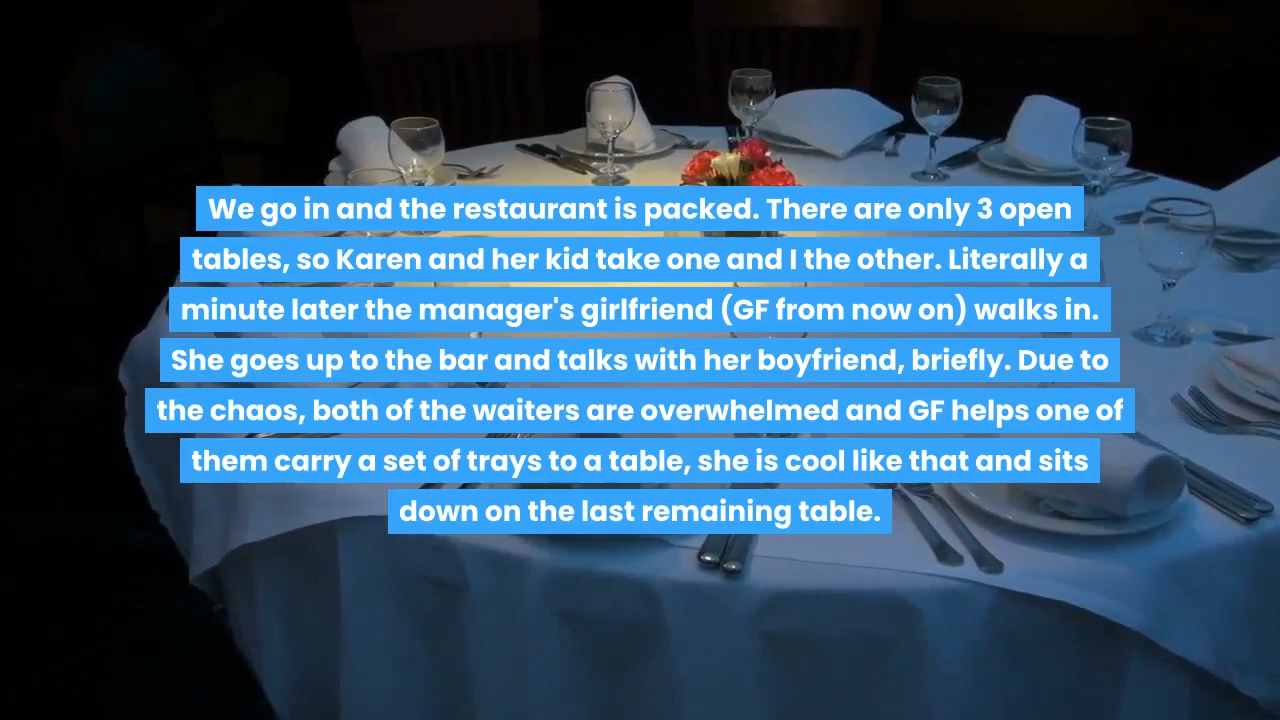 We go in and the restaurant is packed. There are only 3 open
tables, so Karen and her kid take one and I the other. Literally a
minute later the manager's girlfriend (GF from now on) walks in.
She goes up to the bar and talks with her boyfriend, briefly. Due to
the chaos, both of the waiters are overwhelmed and GF helps one of
them carry a set of trays to a table, she is cool like that and sits
down on the last remaining table.